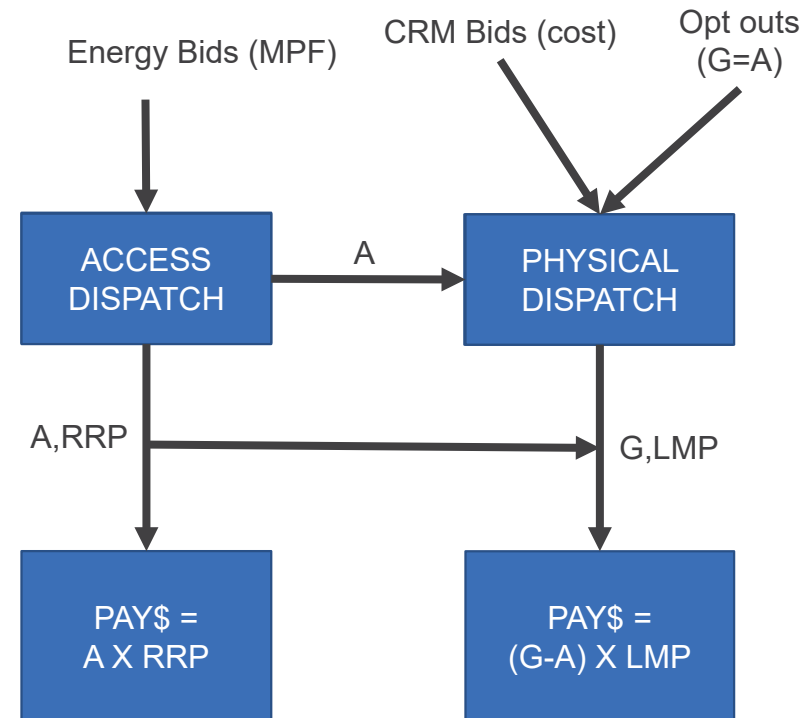 Energy Bids (MPF)
CRM Bids (cost)
Opt outs
(G=A)
ACCESS
DISPATCH
A
PHYSICAL
DISPATCH
A,RRP
G,LMP
PAY$ =
A X RRP
PAY$ =
(G-A) X LMP